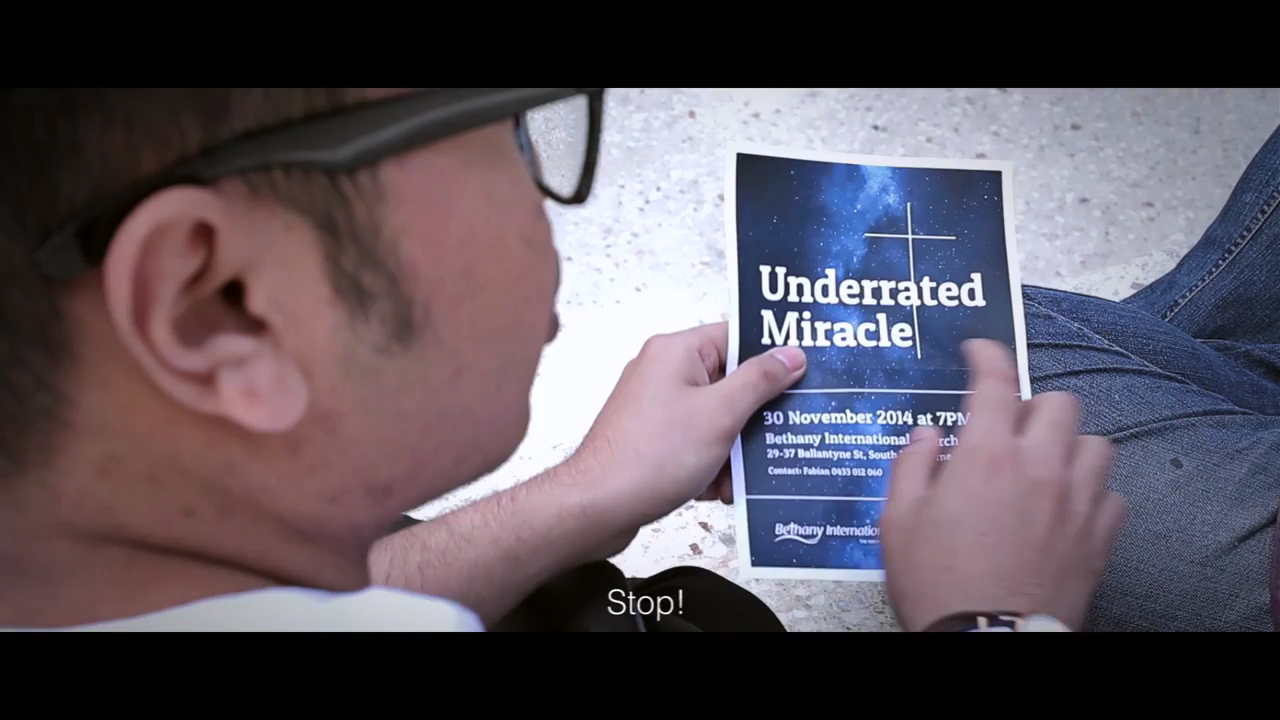 Underrated
Miracle
30 November 2014 at 7PM
Bethany International
29-37 Ballantyne St, South
Contact: Fabian 0433 012 060
Bethany
Stop!